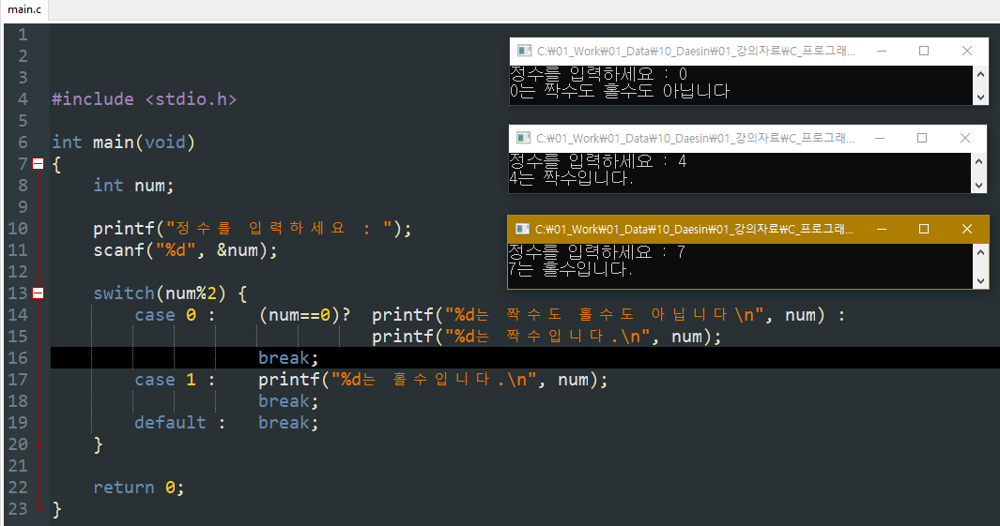 main.c
1
2
3
4 #include <stdio.h>
5
6 int main(void)
7 {
8 int num;
9
10 printf("정수를 입력하세요 : ");
11 scanf("%d", &num);
12
13 switch(num%2) {
14 case 0 : (num==0)? printf("%d는 짝수도 홀수도 아닙니다\n", num) :
15 printf("%d는 짝수입니다.\n", num);
16 break;
17 case 1 : printf("%d는 홀수입니다.\n", num);
18 break;
19 default : break;
20 }
21
22 return 0;
23 }
C:₩01_Work₩01_Data₩10_Daesin₩01_강의자료₩C_프로그래...
정수를 입력하세요 : 0
0는 짝수도 홀수도 아닙니다
C:₩01_Work₩01_Data₩10_Daesin₩01_강의자료₩C_프로그래...
정수를 입력하세요 : 4
4는 짝수입니다.
C:₩01_Work₩01_Data₩10_Daesin₩01_강의자료₩C_프로그래...
정수를 입력하세요 : 7
7는 홀수입니다.